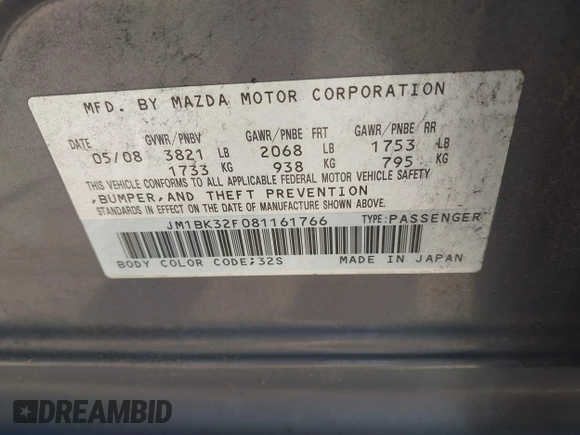 MFD. BY MAZDA MOTOR CORPORATION
DATE GVWR/PNBV GAWR/PNBE FRT GAWR/PNBE RR
05/08 3821 LB 2068 LB 1753 LB
1733 KG 938 KG 795 KG
THIS VEHICLE CONFORMS TO ALL APPLICABLE FEDERAL MOTOR VEHICLE SAFETY
,BUMPER, AND THEFT PREVENTION
STANDARDS IN EFFECT ON THE DATE OF MANUFACTURE SHOWN ABOVE.
JM1BK32F081161766 TYPE:PASSENGER
BODY COLOR CODE;32S MADE IN JAPAN
DREAMBID